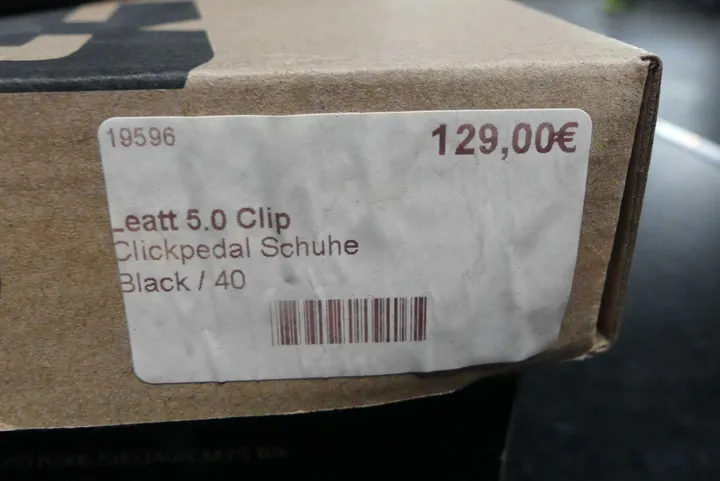 19596
129,00€
Leatt 5.0 Clip
Clickpedal Schuhe
Black / 40